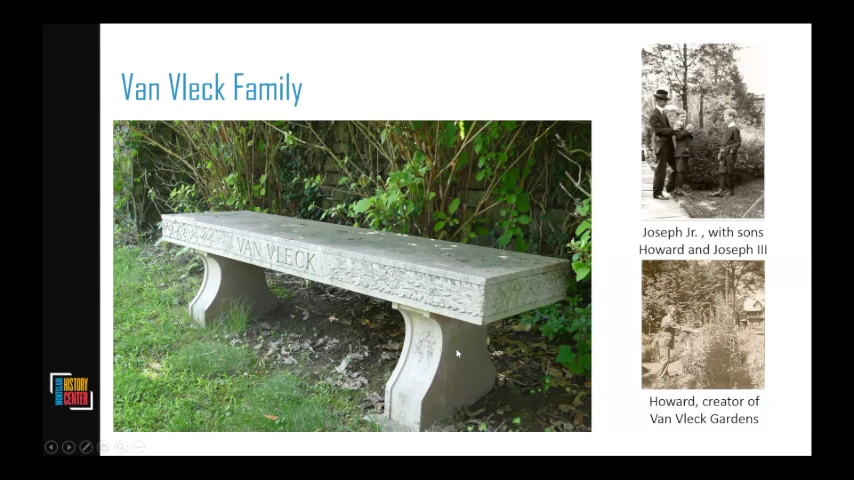 Van Vleck Family
VAN VLECK
Joseph Jr. , with sons
Howard and Joseph III
Howard, creator of
Van Vleck Gardens
MONTCLAIR
HISTORY
CENTER